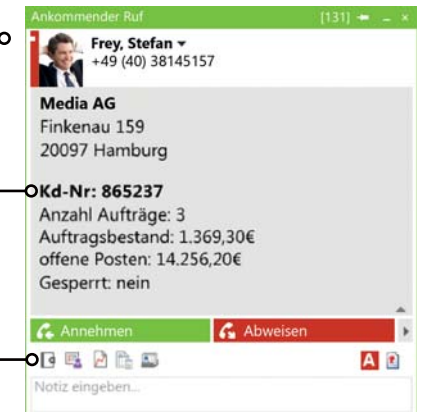 Ankommender Ruf [131]
Frey, Stefan
+49 (40) 38145157
Media AG
Finkenau 159
20097 Hamburg
Kd-Nr: 865237
Anzahl Aufträge: 3
Auftragsbestand: 1.369,30€
offene Posten: 14.256,20€
Gesperrt: nein
Annehmen Abweisen
A
Notiz eingeben...